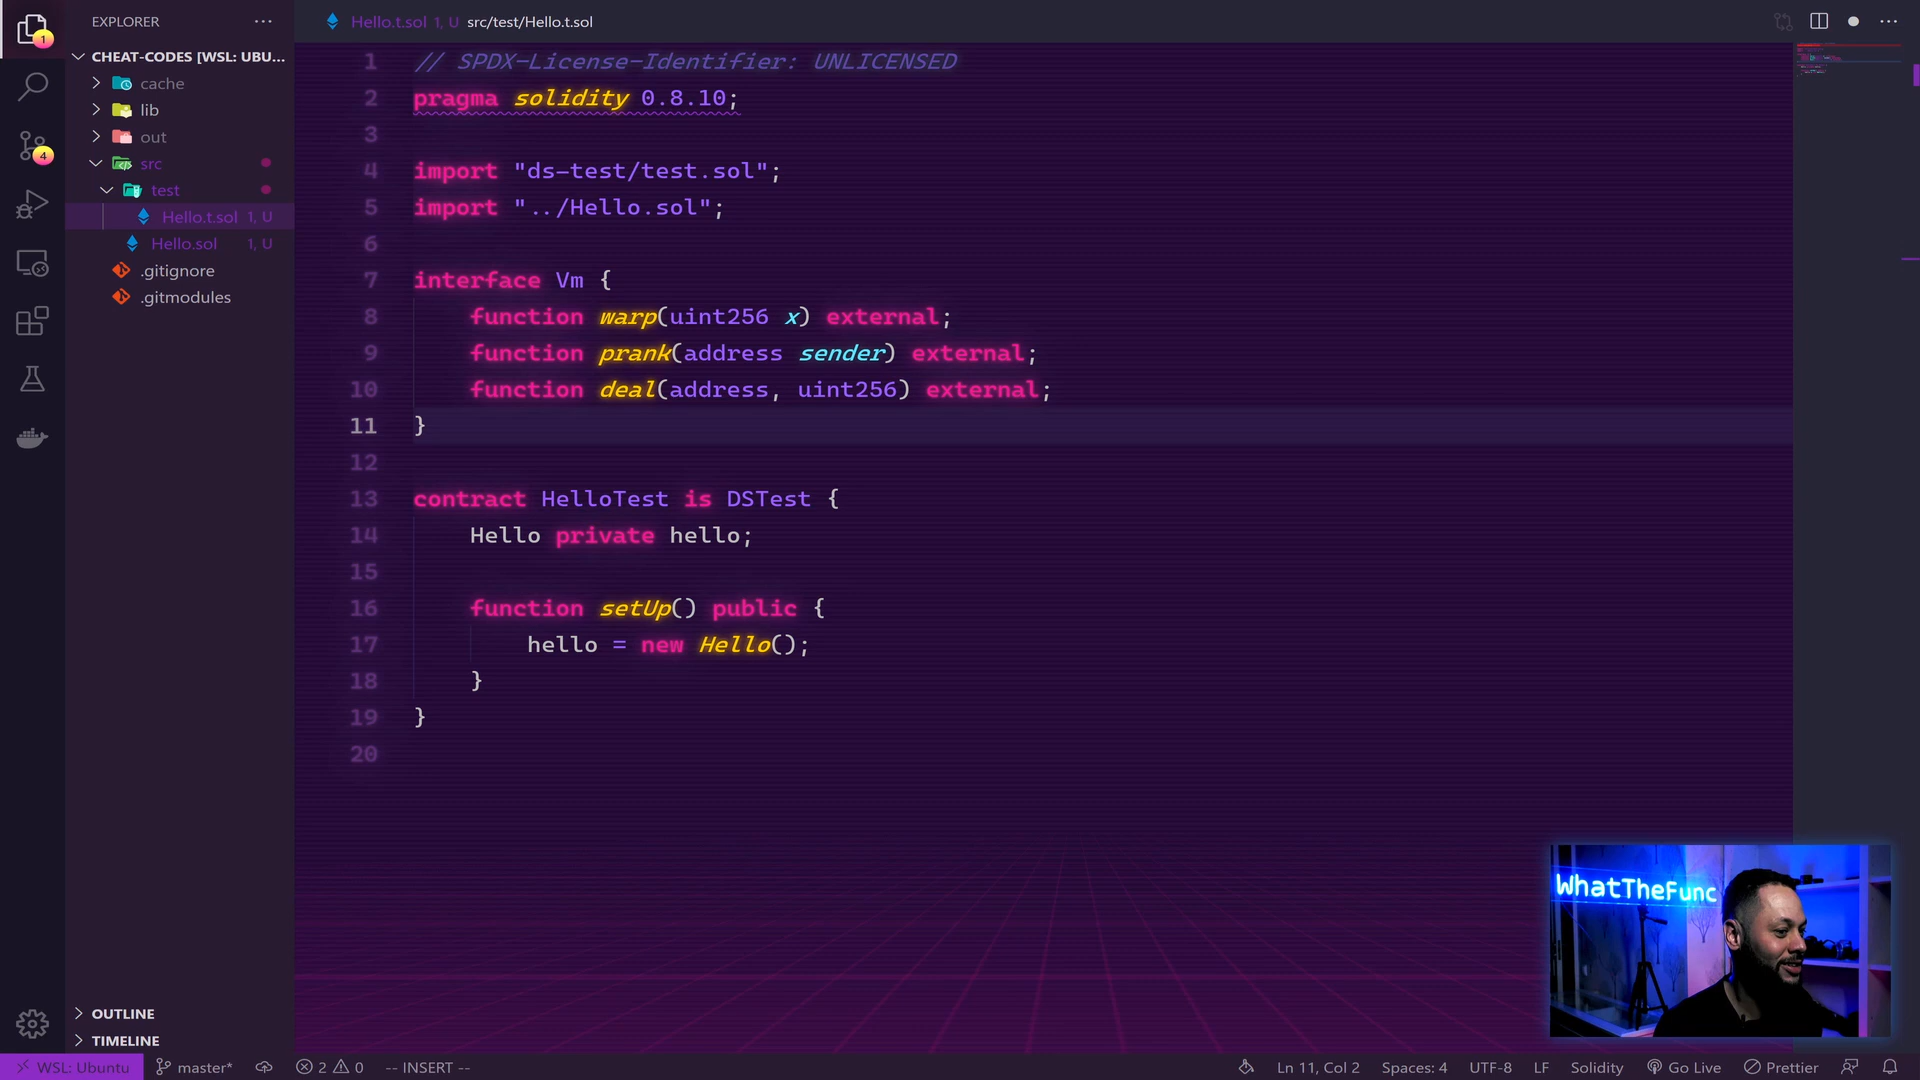 EXPLORER
Hello.t.sol 1, U src/test/Hello.t.sol
CHEAT-CODES [WSL: UBU...
cache
lib
out
src
test
Hello.t.sol 1, U
Hello.sol 1, U
.gitignore
.gitmodules
1
4
1 // SPDX-License-Identifier: UNLICENSED
2 pragma solidity 0.8.10;
3
4 import "ds-test/test.sol";
5 import "../Hello.sol";
6
7 interface Vm {
8 function warp(uint256 x) external;
9 function prank(address sender) external;
10 function deal(address, uint256) external;
11 }
12
13 contract HelloTest is DSTest {
14 Hello private hello;
15
16 function setUp() public {
17 hello = new Hello();
18 }
19 }
20
WhatTheFunc
OUTLINE
TIMELINE
WSL: Ubuntu master* 2 0 -- INSERT -- Ln 11, Col 2 Spaces: 4 UTF-8 LF Solidity Go Live Prettier